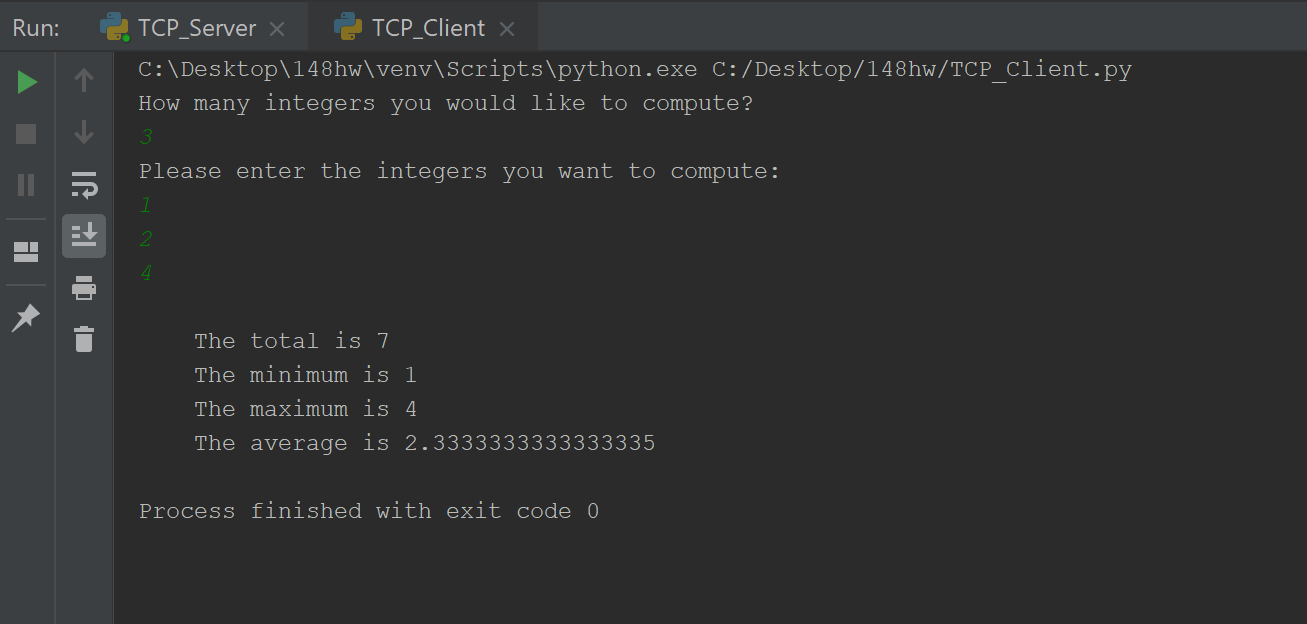 Run: TCP_Server TCP_Client
C:\Desktop\148hw\venv\Scripts\python.exe C:/Desktop/148hw/TCP_Client.py
How many integers you would like to compute?
3
Please enter the integers you want to compute:
1
2
4
The total is 7
The minimum is 1
The maximum is 4
The average is 2.3333333333333335
Process finished with exit code 0